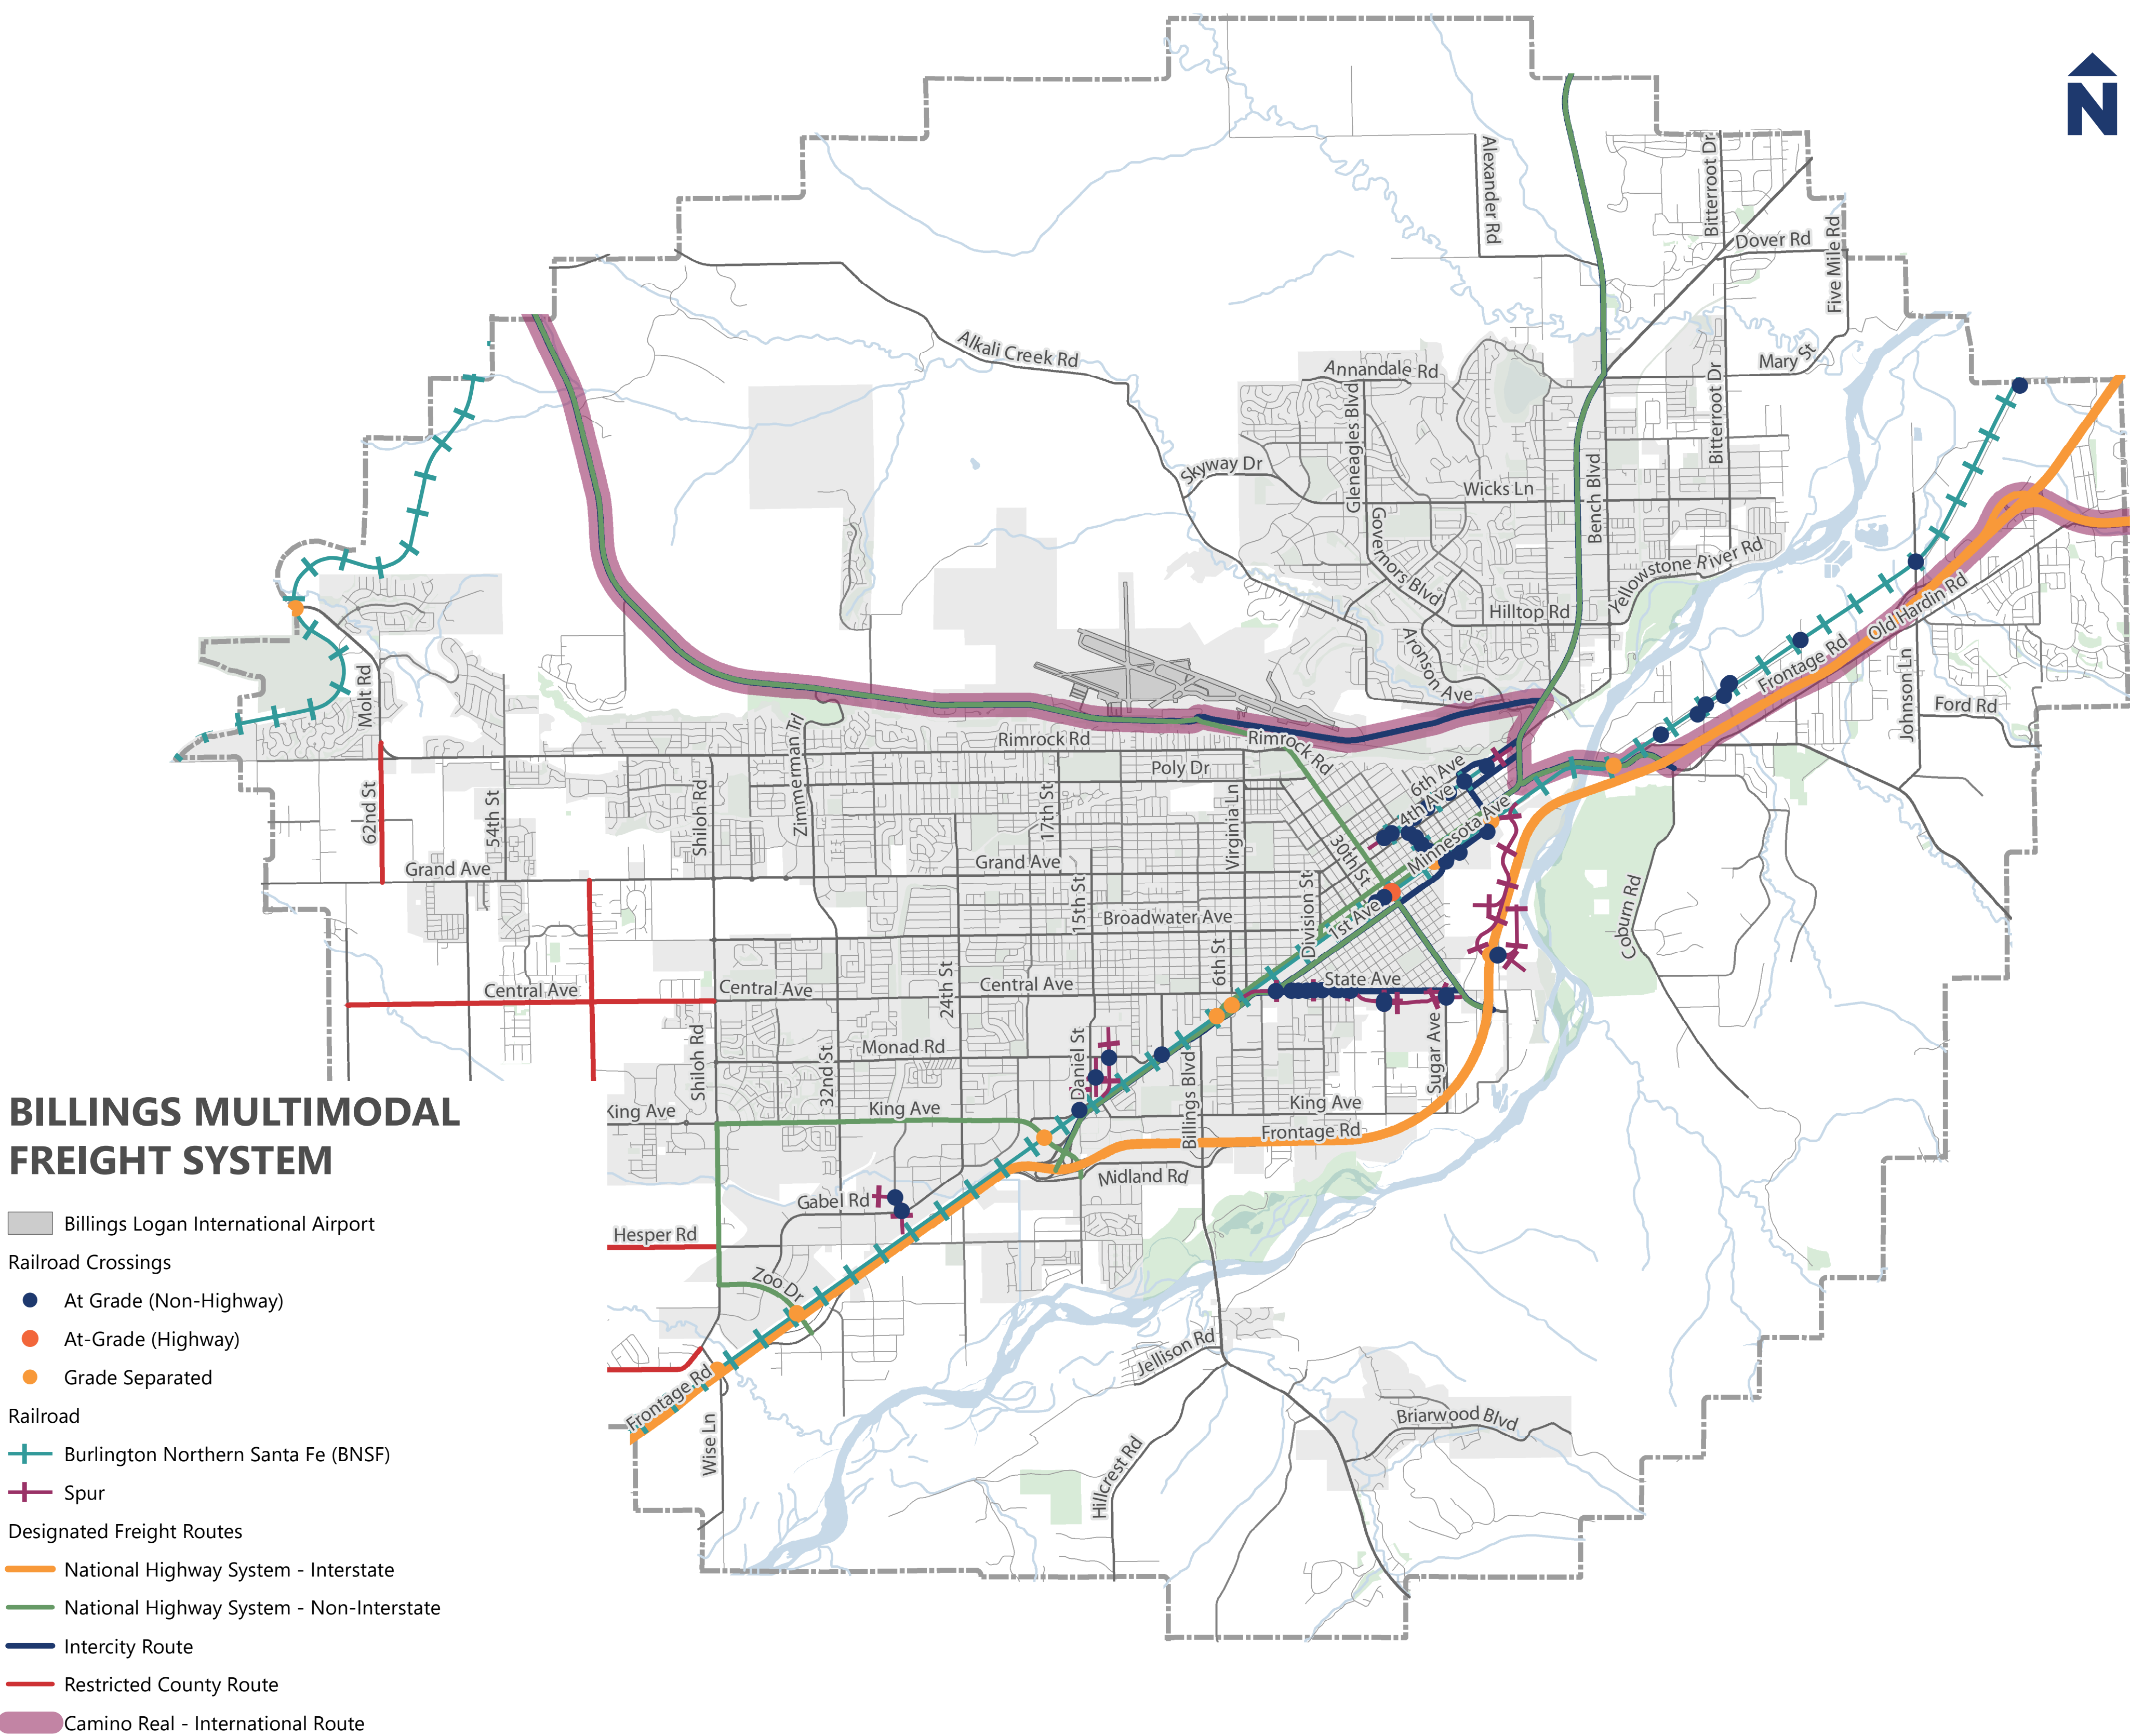 N
Alexander Rd
Bitterroot Dr
Dover Rd
Five Mile Rd
Alkali Creek Rd
Annandale Rd
Mary St
Gleneagles Blvd
Bitterroot Dr
Skyway Dr
Wicks Ln
Bench Blvd
Governors Blvd
Yellowstone River Rd
Hilltop Rd
Old Hardin Rd
Aronson Ave
Frontage Rd
Molt Rd
Johnson Ln
Ford Rd
Zimmerman Trl
Rimrock Rd
Rimrock Rd
Poly Dr
6th Ave
4th Ave
Minnesota Ave
62nd St
54th St
Shiloh Rd
17th St
Virginia Ln
30th St
Grand Ave
Grand Ave
15th St
Broadwater Ave
Division St
1st Ave
Coburn Rd
6th St
Central Ave
Central Ave
24th St
Central Ave
State Ave
Shiloh Rd
32nd St
Monad Rd
Daniel St
Billings Blvd
Sugar Ave
King Ave
King Ave
King Ave
Frontage Rd
Midland Rd
Gabel Rd
Hesper Rd
Zoo Dr
Jellison Rd
Frontage Rd
Wise Ln
Hillcrest Rd
Briarwood Blvd
BILLINGS MULTIMODAL
FREIGHT SYSTEM
Billings Logan International Airport
Railroad Crossings
At Grade (Non-Highway)
At-Grade (Highway)
Grade Separated
Railroad
Burlington Northern Santa Fe (BNSF)
Spur
Designated Freight Routes
National Highway System - Interstate
National Highway System - Non-Interstate
Intercity Route
Restricted County Route
Camino Real - International Route